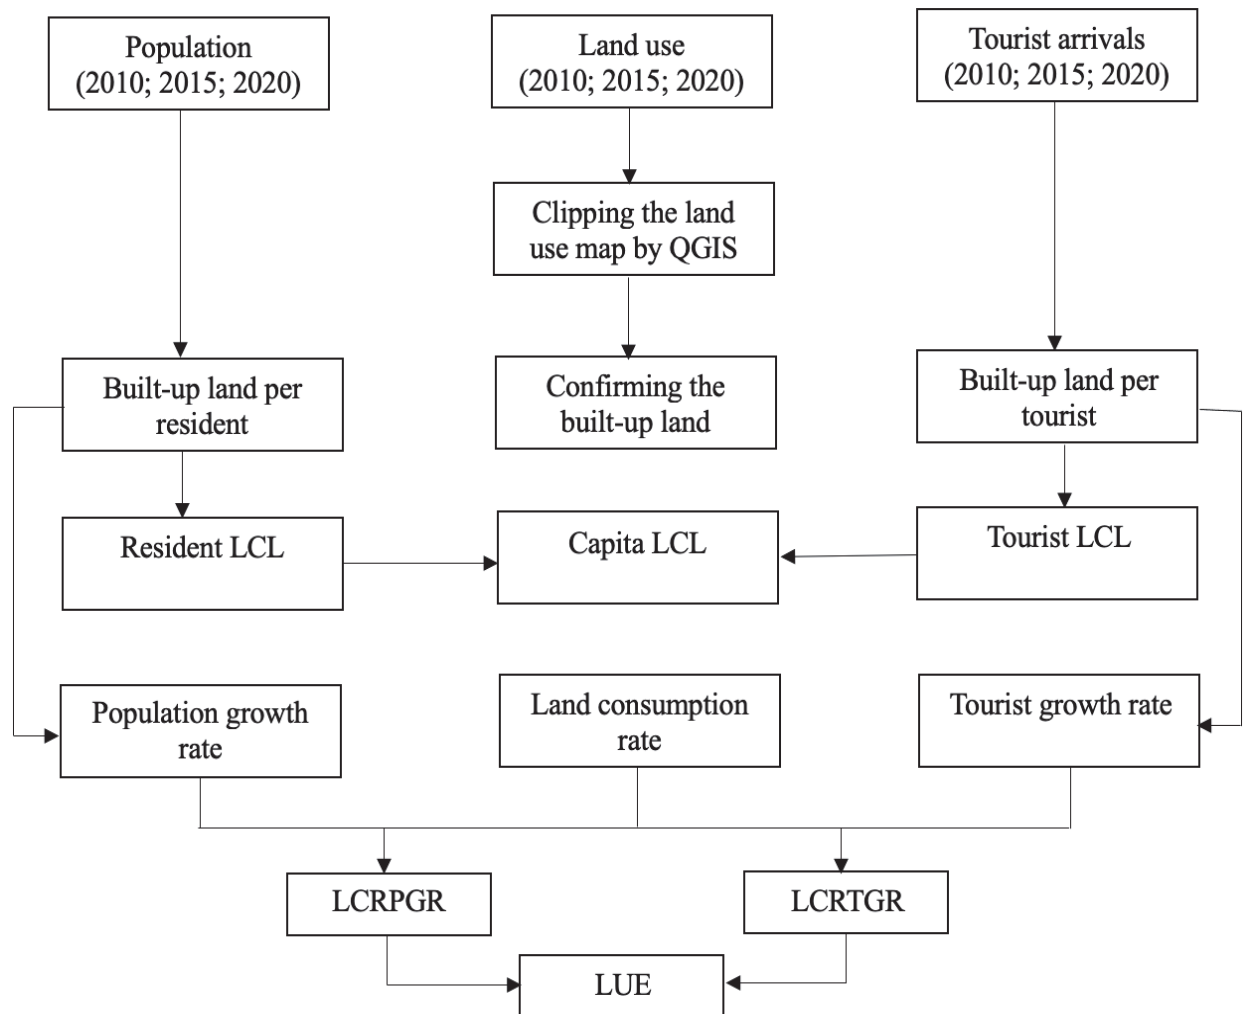 Population
(2010; 2015; 2020)
Land use
(2010; 2015; 2020)
Tourist arrivals
(2010; 2015; 2020)
Clipping the land
use map by QGIS
Built-up land per
resident
Confirming the
built-up land
Built-up land per
tourist
Resident LCL
Capita LCL
Tourist LCL
Population growth
rate
Land consumption
rate
Tourist growth rate
LCRPGR
LCRTGR
LUE